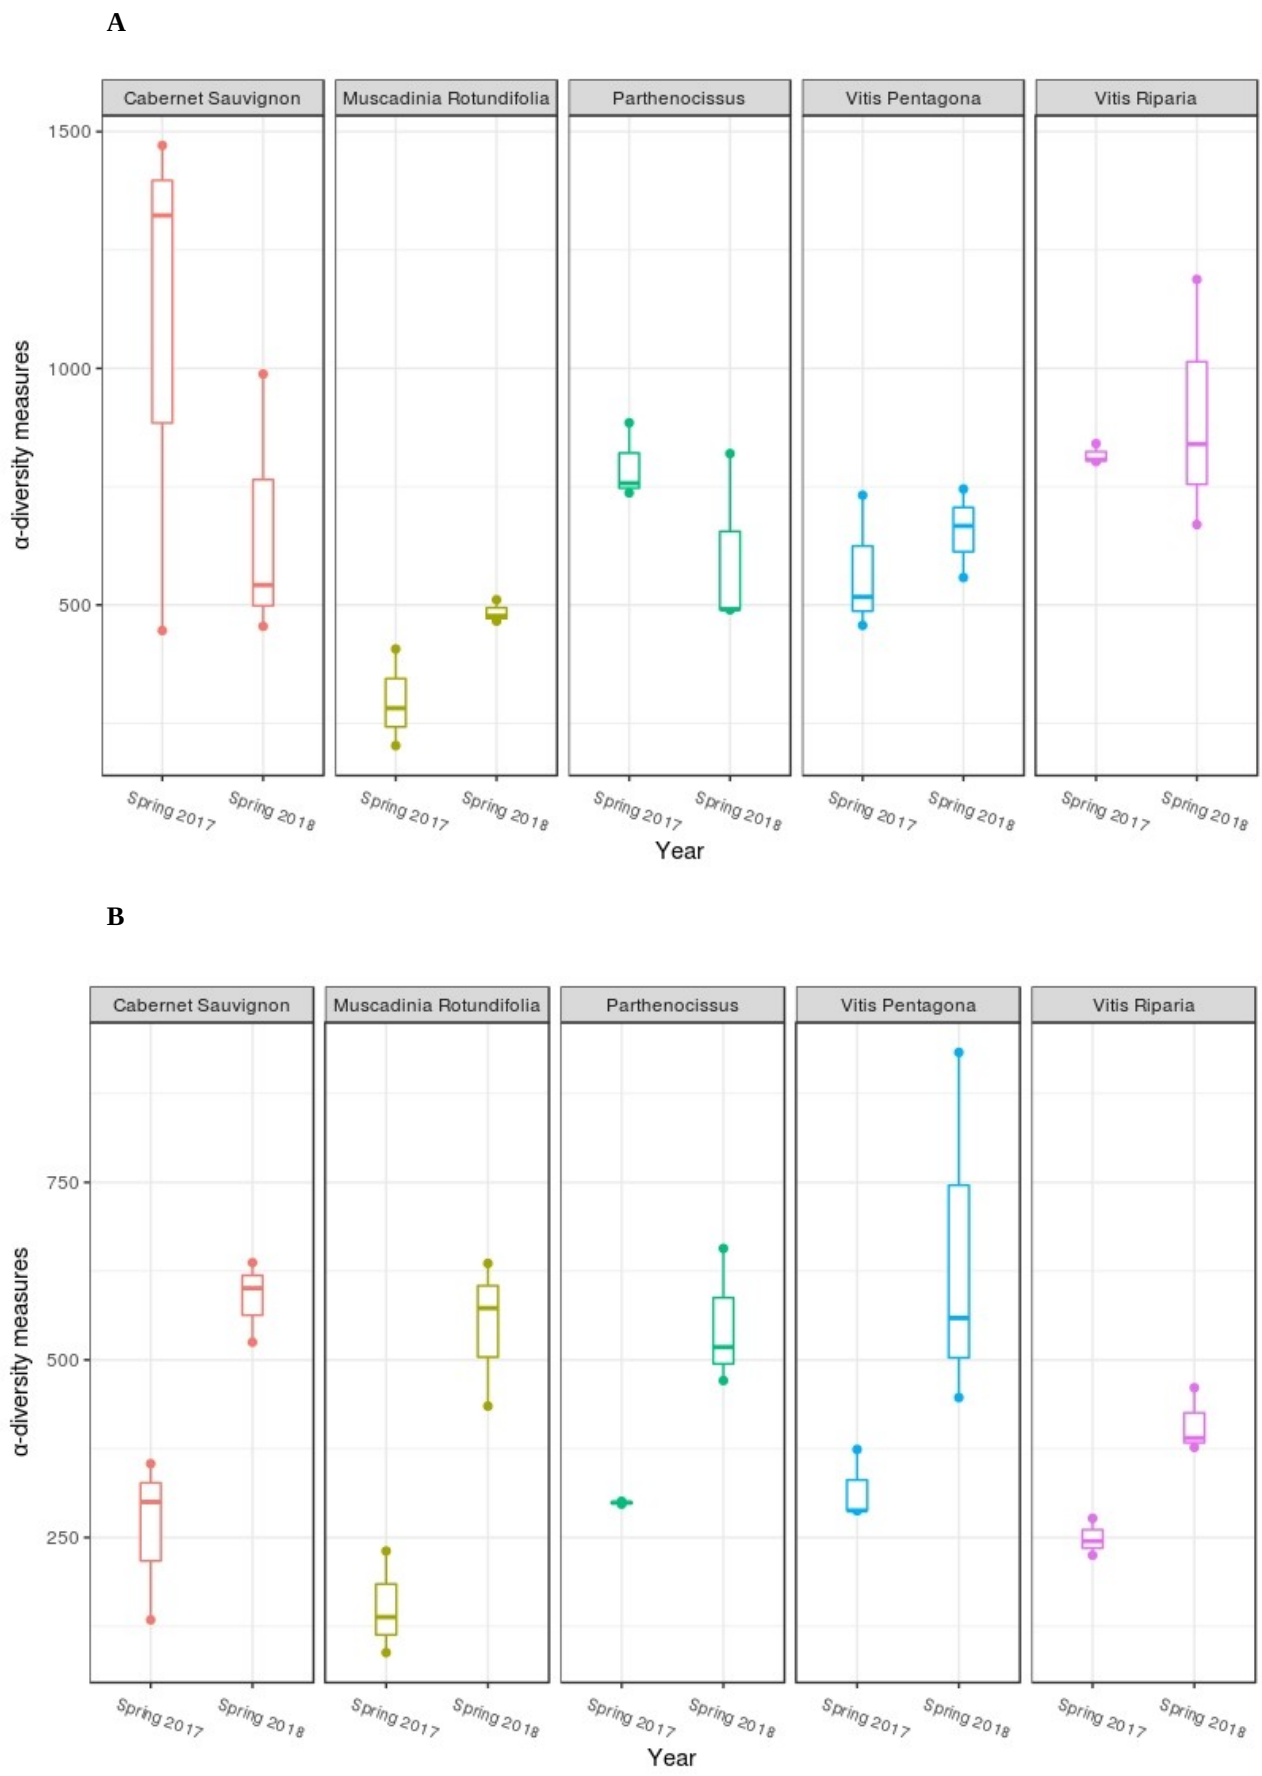 A
Cabernet Sauvignon
Muscadinia Rotundifolia
Parthenocissus
Vitis Pentagona
Vitis Riparia
α-diversity measures
1500
1000
500
Spring 2017
Spring 2018
Spring 2017
Spring 2018
Spring 2017
Spring 2018
Spring 2017
Spring 2018
Spring 2017
Spring 2018
Year
B
Cabernet Sauvignon
Muscadinia Rotundifolia
Parthenocissus
Vitis Pentagona
Vitis Riparia
α-diversity measures
750
500
250
Spring 2017
Spring 2018
Spring 2017
Spring 2018
Spring 2017
Spring 2018
Spring 2017
Spring 2018
Spring 2017
Spring 2018
Year